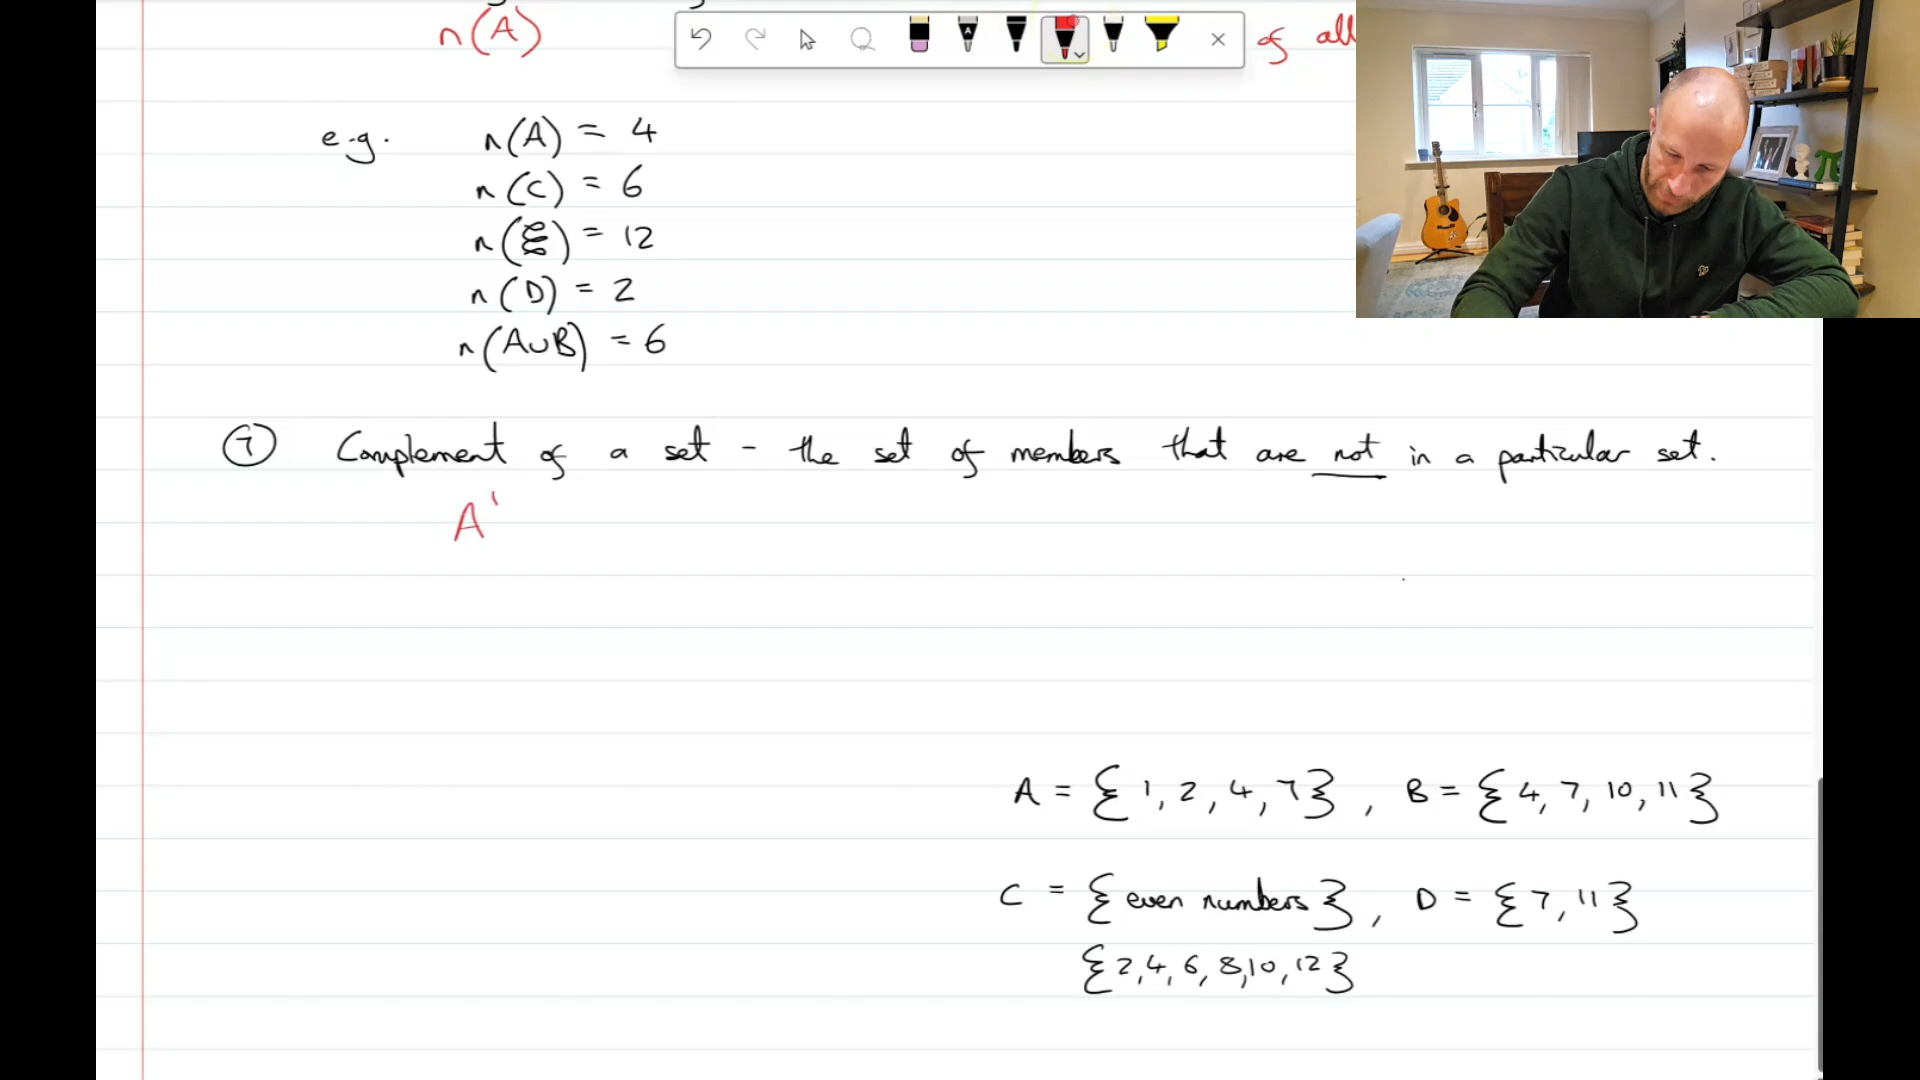 n(A)
of all
e.g. n(A) = 4
n(C) = 6
n(ξ) = 12
n(D) = 2
n(A∪B) = 6
⑦ Complement of a set - the set of members that are not in a particular set.
A'
A = {1, 2, 4, 7} , B = {4, 7, 10, 11}
C = {even numbers} , D = {7, 11}
{2,4, 6, 8,10, 12}